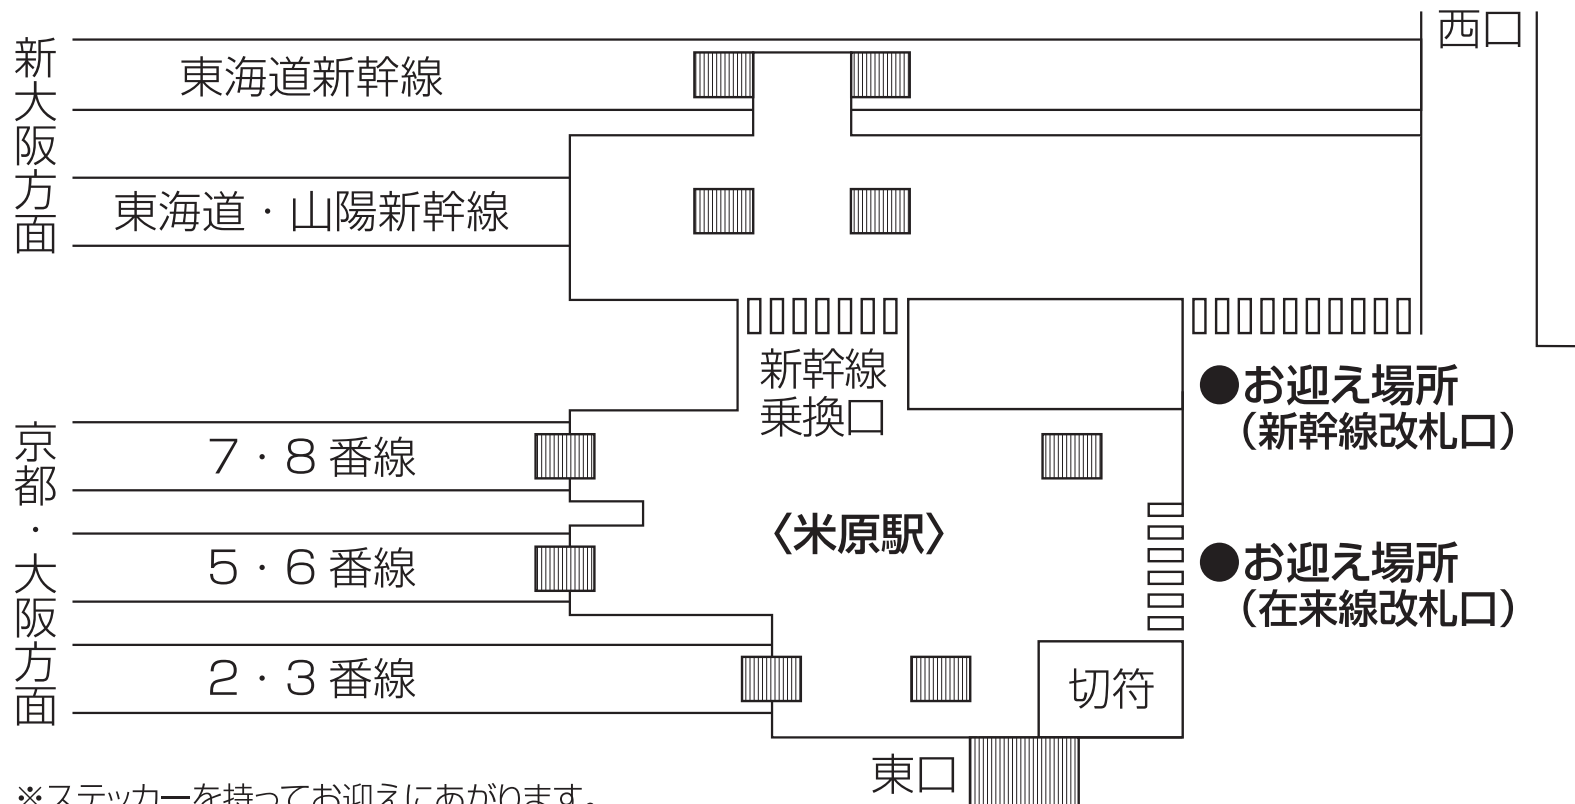 西口
新大阪方面
東海道新幹線
東海道・山陽新幹線
新幹線
乗換口
●お迎え場所
（新幹線改札口）
京都・大阪方面
7・8番線
5・6番線
2・3番線
〈米原駅〉
●お迎え場所
（在来線改札口）
切符
東口
※ステッカーを持ってお迎えにあがります。